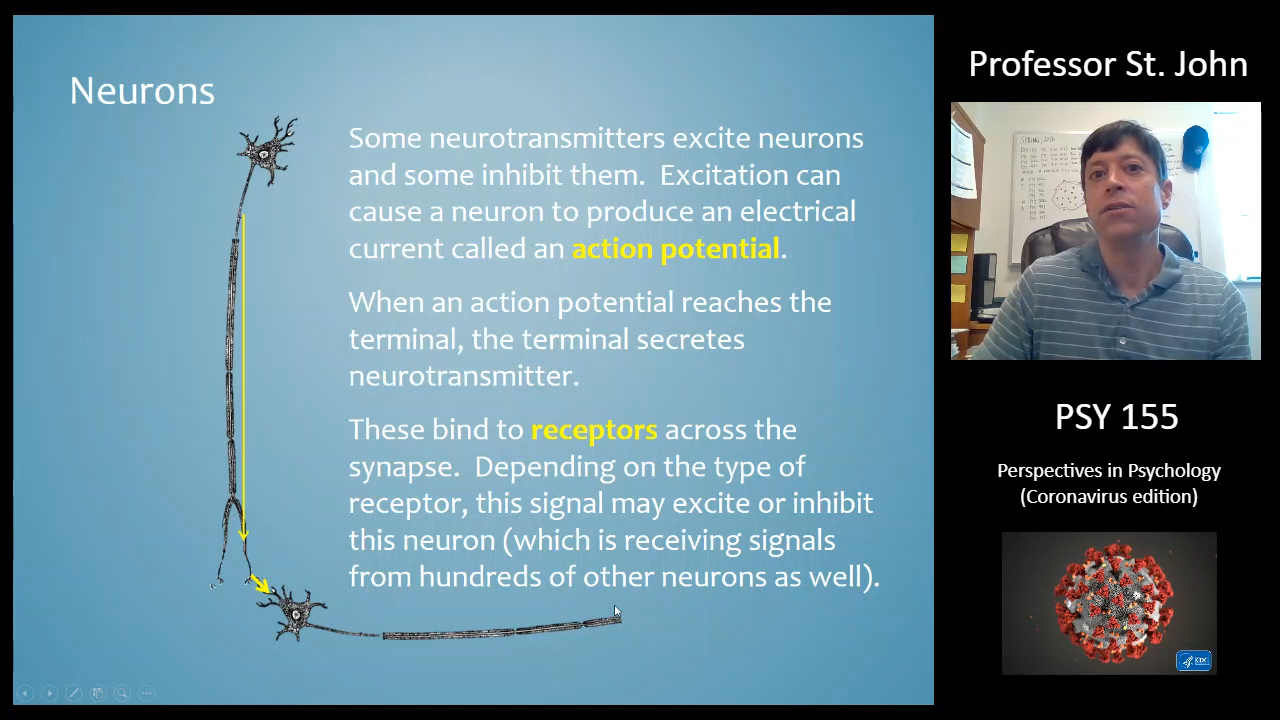 Neurons
Some neurotransmitters excite neurons
and some inhibit them. Excitation can
cause a neuron to produce an electrical
current called an action potential.
When an action potential reaches the
terminal, the terminal secretes
neurotransmitter.
These bind to receptors across the
synapse. Depending on the type of
receptor, this signal may excite or inhibit
this neuron (which is receiving signals
from hundreds of other neurons as well).
Professor St. John
PSY 155
Perspectives in Psychology
(Coronavirus edition)
CDC